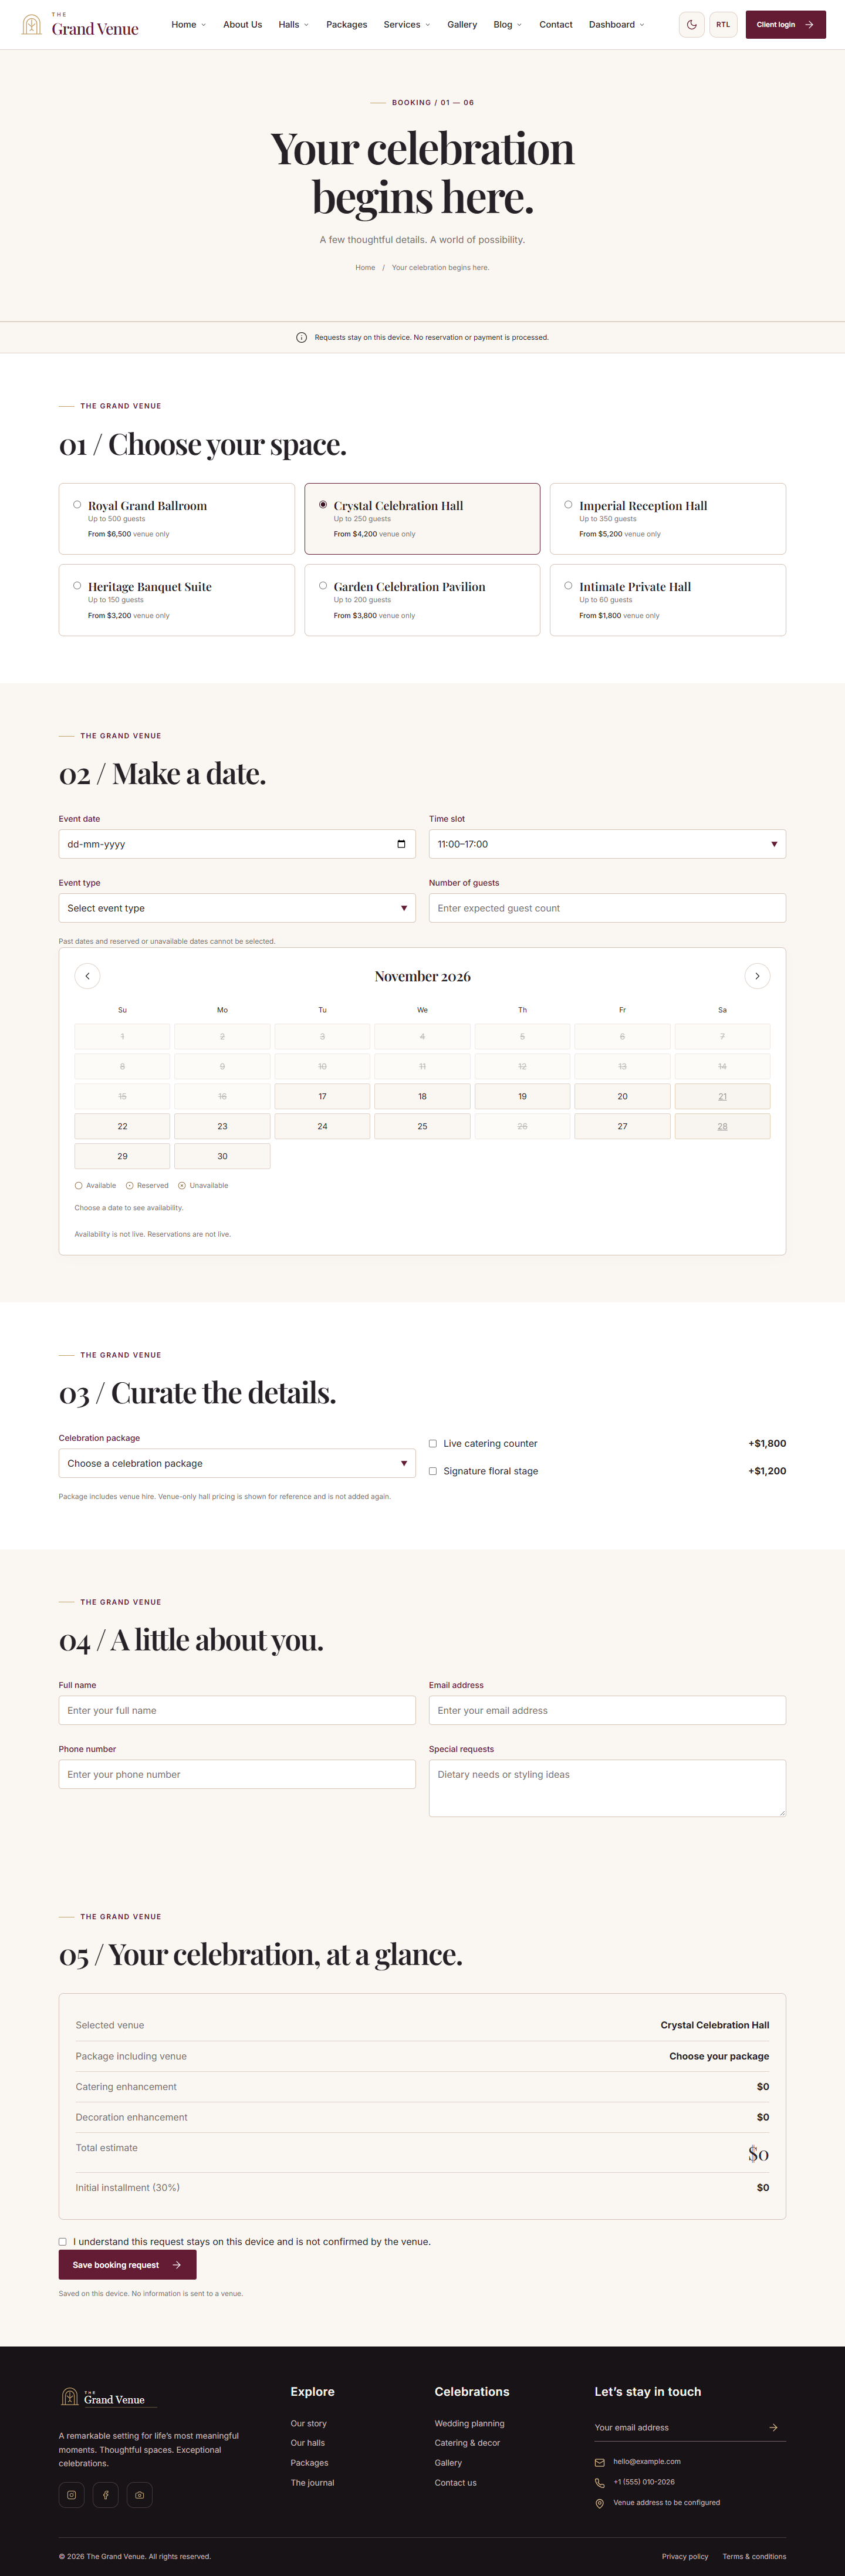 THE
Grand Venue
Home
About Us
Halls
Packages
Services
Gallery
Blog
Contact
Dashboard
RTL
Client login
BOOKING / 01 — 06
Your celebration
begins here.
A few thoughtful details. A world of possibility.
Home / Your celebration begins here.
Requests stay on this device. No reservation or payment is processed.
THE GRAND VENUE
01 / Choose your space.
Royal Grand Ballroom
Up to 500 guests
From $6,500 venue only
Crystal Celebration Hall
Up to 250 guests
From $4,200 venue only
Imperial Reception Hall
Up to 350 guests
From $5,200 venue only
Heritage Banquet Suite
Up to 150 guests
From $3,200 venue only
Garden Celebration Pavilion
Up to 200 guests
From $3,800 venue only
Intimate Private Hall
Up to 60 guests
From $1,800 venue only
THE GRAND VENUE
02 / Make a date.
Event date
dd-mm-yyyy
Time slot
11:00–17:00
Event type
Select event type
Number of guests
Enter expected guest count
Past dates and reserved or unavailable dates cannot be selected.
November 2026
Su Mo Tu We Th Fr Sa
1 2 3 4 5 6 7
8 9 10 11 12 13 14
15 16 17 18 19 20 21
22 23 24 25 26 27 28
29 30
Available Reserved Unavailable
Choose a date to see availability.
Availability is not live. Reservations are not live.
THE GRAND VENUE
03 / Curate the details.
Celebration package
Choose a celebration package
Live catering counter +$1,800
Signature floral stage +$1,200
Package includes venue hire. Venue-only hall pricing is shown for reference and is not added again.
THE GRAND VENUE
04 / A little about you.
Full name
Enter your full name
Email address
Enter your email address
Phone number
Enter your phone number
Special requests
Dietary needs or styling ideas
THE GRAND VENUE
05 / Your celebration, at a glance.
Selected venue Crystal Celebration Hall
Package including venue Choose your package
Catering enhancement $0
Decoration enhancement $0
Total estimate $0
Initial installment (30%) $0
I understand this request stays on this device and is not confirmed by the venue.
Save booking request
Saved on this device. No information is sent to a venue.
THE
Grand Venue
A remarkable setting for life's most meaningful
moments. Thoughtful spaces. Exceptional
celebrations.
Explore
Our story
Our halls
Packages
The journal
Celebrations
Wedding planning
Catering & decor
Gallery
Contact us
Let's stay in touch
Your email address
hello@example.com
+1 (555) 010-2026
Venue address to be configured
© 2026 The Grand Venue. All rights reserved.
Privacy policy
Terms & conditions